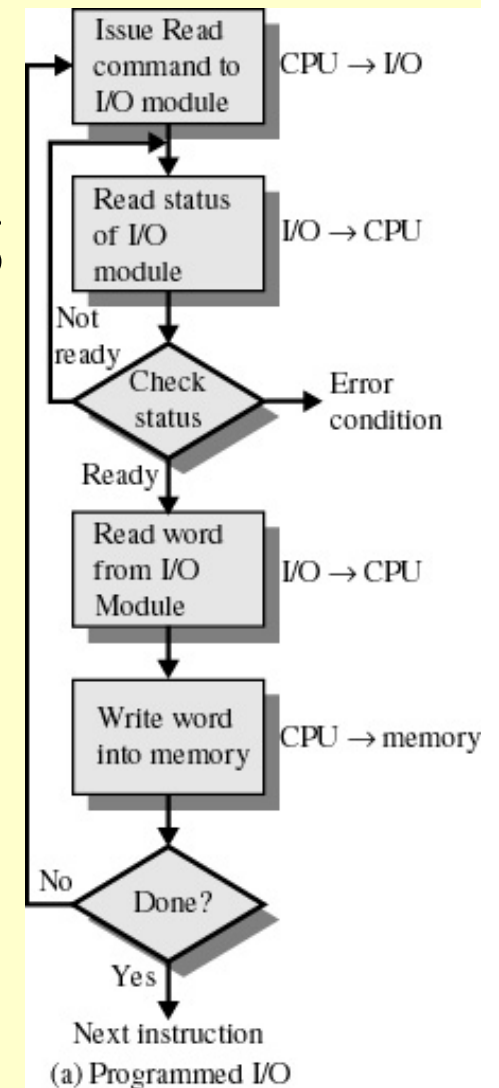 Issue Read
command to
I/O module
CPU → I/O
Read status
of I/O
module
I/O → CPU
Not
ready
Check
status
Error
condition
Ready
Read word
from I/O
Module
I/O → CPU
Write word
into memory
CPU → memory
No
Done?
Yes
Next instruction
(a) Programmed I/O